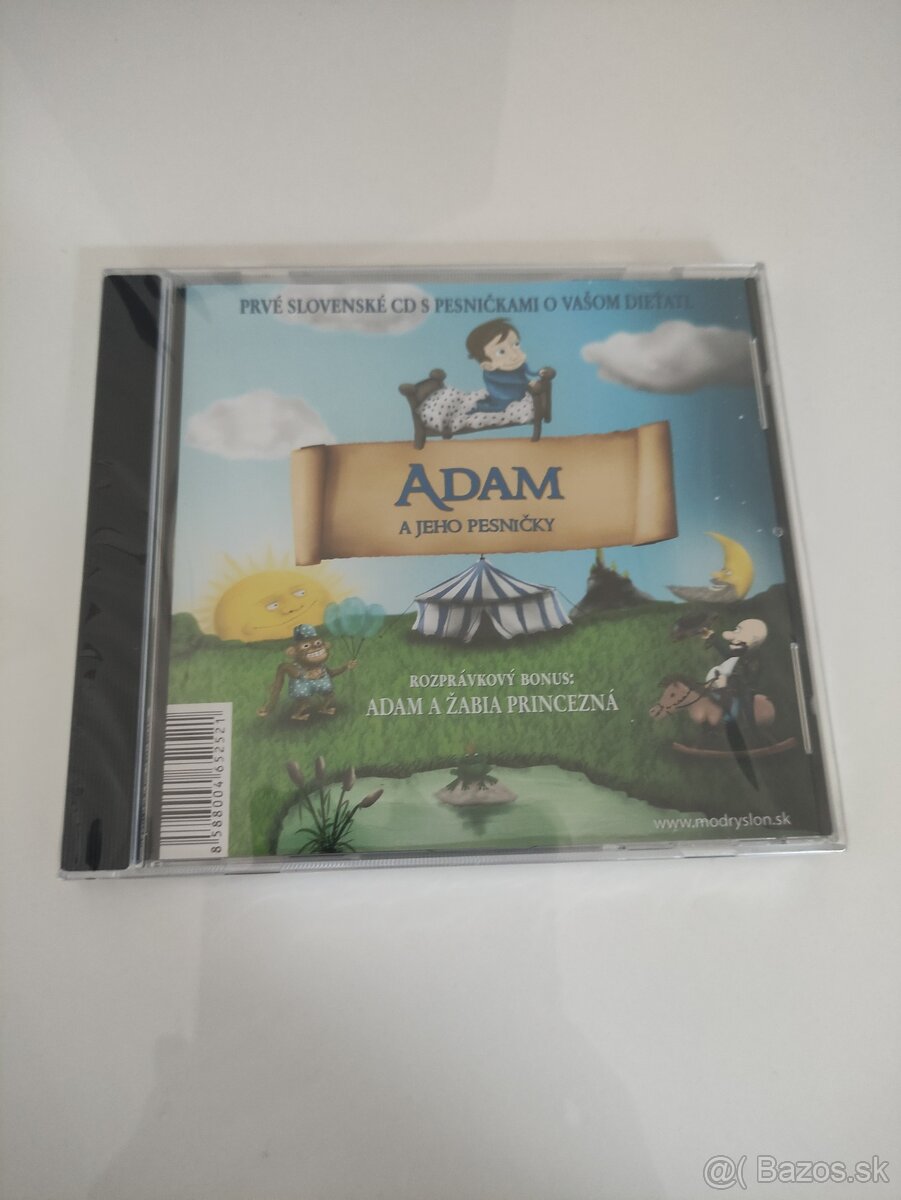 PRVÉ SLOVENSKÉ CD S PESNIČKAMI O VAŠOM DIEŤATI
ADAM
A JEHO PESNIČKY
ROZPRÁVKOVÝ BONUS:
ADAM A ŽABIA PRINCEZNÁ
8588004652521
www.modryslon.sk
@( Bazos.sk